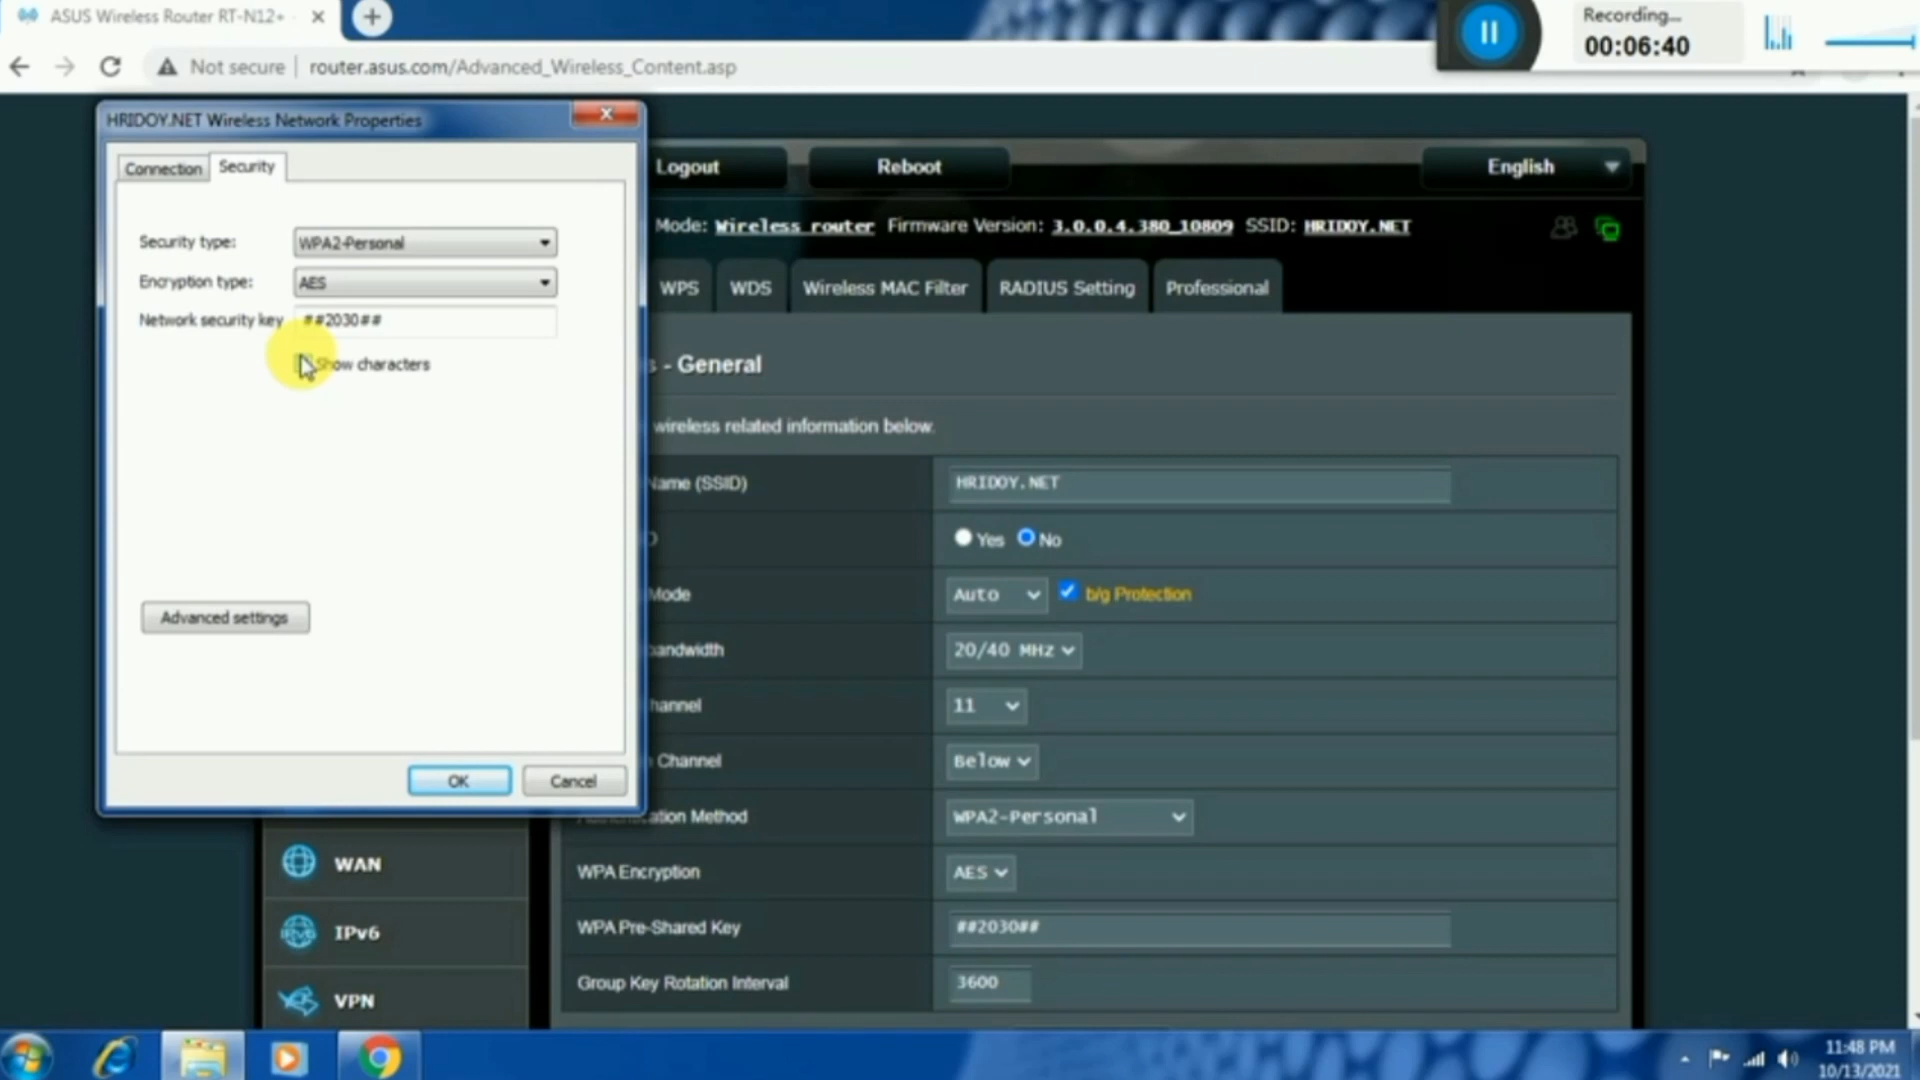 ASUS Wireless Router RT-N12+
Recording...
00:06:40
Not secure
router.asus.com/Advanced_Wireless_Content.asp
HRIDOY.NET Wireless Network Properties
Connection
Security
Security type:
WPA2-Personal
Encryption type:
AES
Network security key
##2030##
Show characters
Advanced settings
OK
Cancel
Logout
Reboot
English
Mode: Wireless router Firmware Version: 3.0.0.4.380_10809 SSID: HRIDOY.NET
WPS
WDS
Wireless MAC Filter
RADIUS Setting
Professional
- General
wireless related information below.
Name (SSID)
HRIDOY.NET
Yes
No
Mode
Auto
b/g Protection
bandwidth
20/40 MHz
11
Channel
Below
Method
WPA2-Personal
WPA Encryption
AES
WPA Pre-Shared Key
##2030##
Group Key Rotation Interval
3600
WAN
IPv6
VPN
11:48 PM
10/13/2021